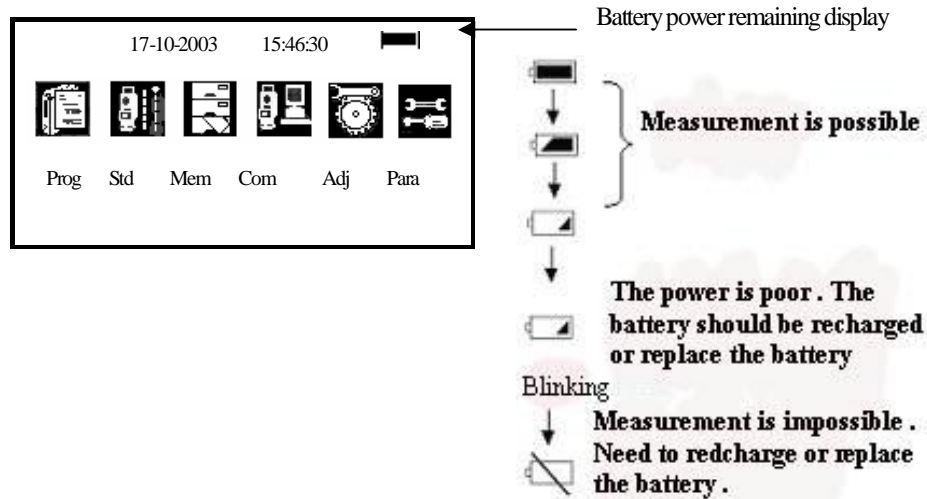 Battery power remaining display
17-10-2003 15:46:30
Prog Std Mem Com Adj Para
Measurement is possible
The power is poor . The
battery should be recharged
or replace the battery
Blinking
Measurement is impossible .
Need to redcharge or replace
the battery .